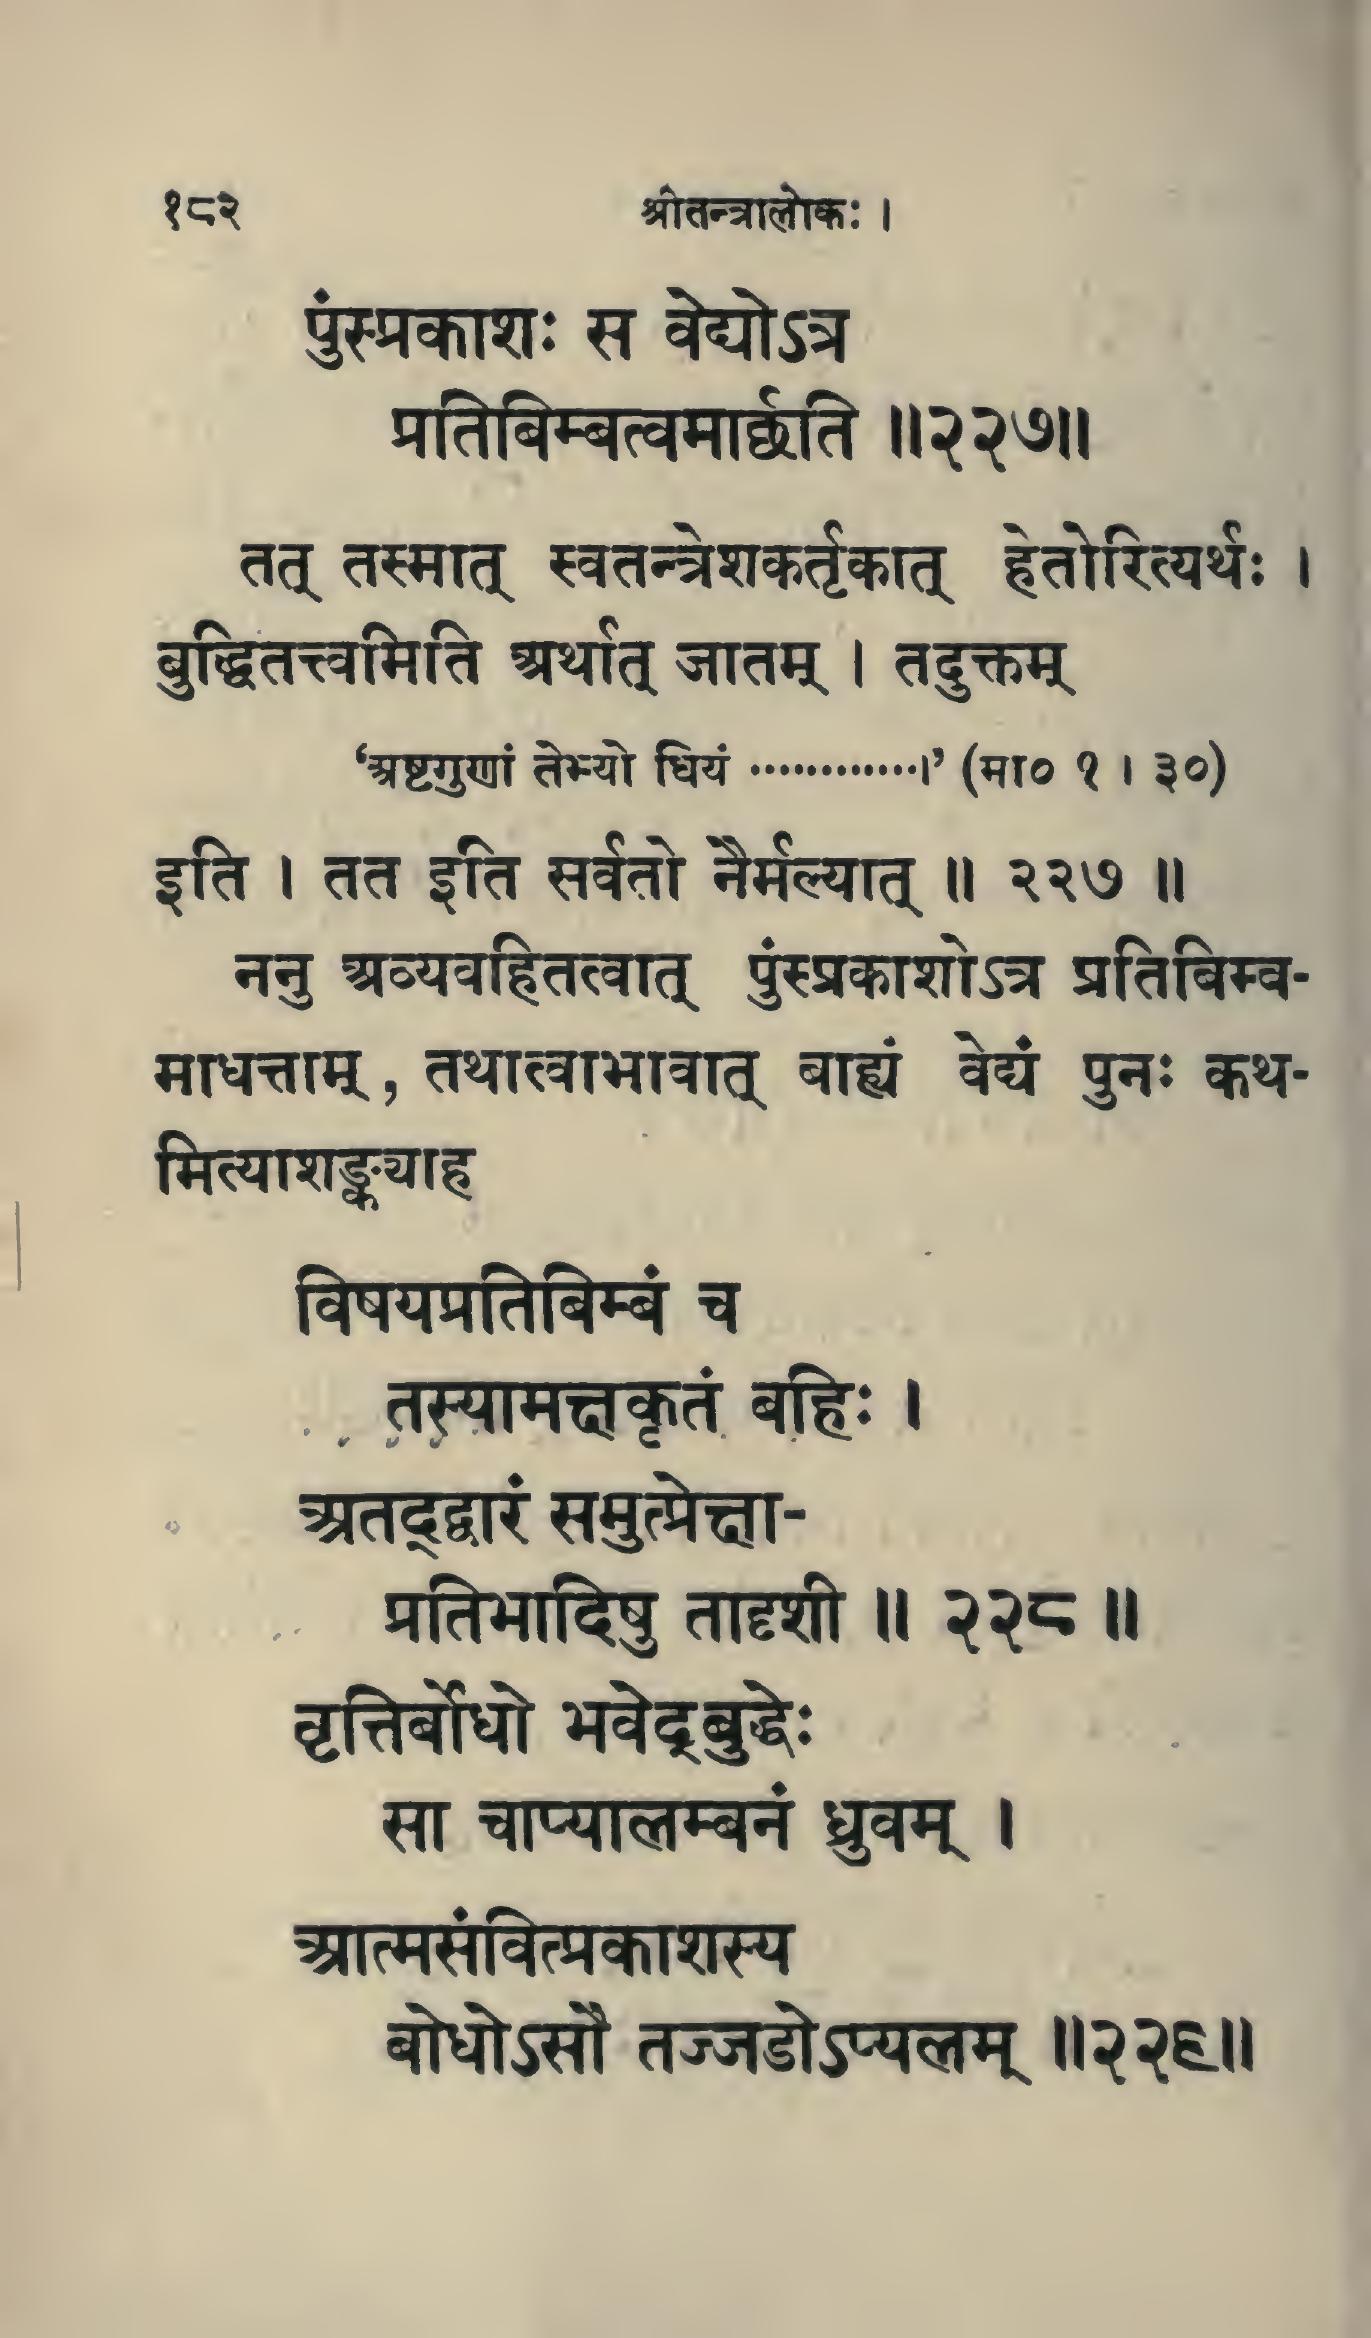 १८२ श्रीतन्त्रालोकः ।
पुंस्प्रकाशः स वेद्योऽत्र
प्रतिबिम्बत्वमार्छति ॥२२७॥
तत् तस्मात् स्वतन्त्रेशकर्तृकात् हेतोरित्यर्थः ।
बुद्धितत्त्वमिति अर्थात् जातम् । तदुक्तम्
‘अष्टगुणां तेभ्यो धियं ············।’ (मा० १ । ३०)
इति । तत इति सर्वतो नैर्मल्यात् ॥ २२७ ॥
ननु अव्यवहितत्वात् पुंस्प्रकाशोऽत्र प्रतिबिम्ब-
माधत्ताम्, तथात्वाभावात् बाह्यं वेद्यं पुनः कथ-
मित्याशङ्क्याह
विषयप्रतिबिम्बं च
तस्यामक्षकृतं बहिः ।
अतद्द्वारं समुत्प्रेक्षा-
प्रतिभादिषु तादृशी ॥ २२८ ॥
वृत्तिर्बोधो भवेद्बुद्धेः
सा चाप्यालम्बनं ध्रुवम् ।
आत्मसंवित्प्रकाशस्य
बोधोऽसौ तज्जडोऽप्यलम् ॥२२९॥